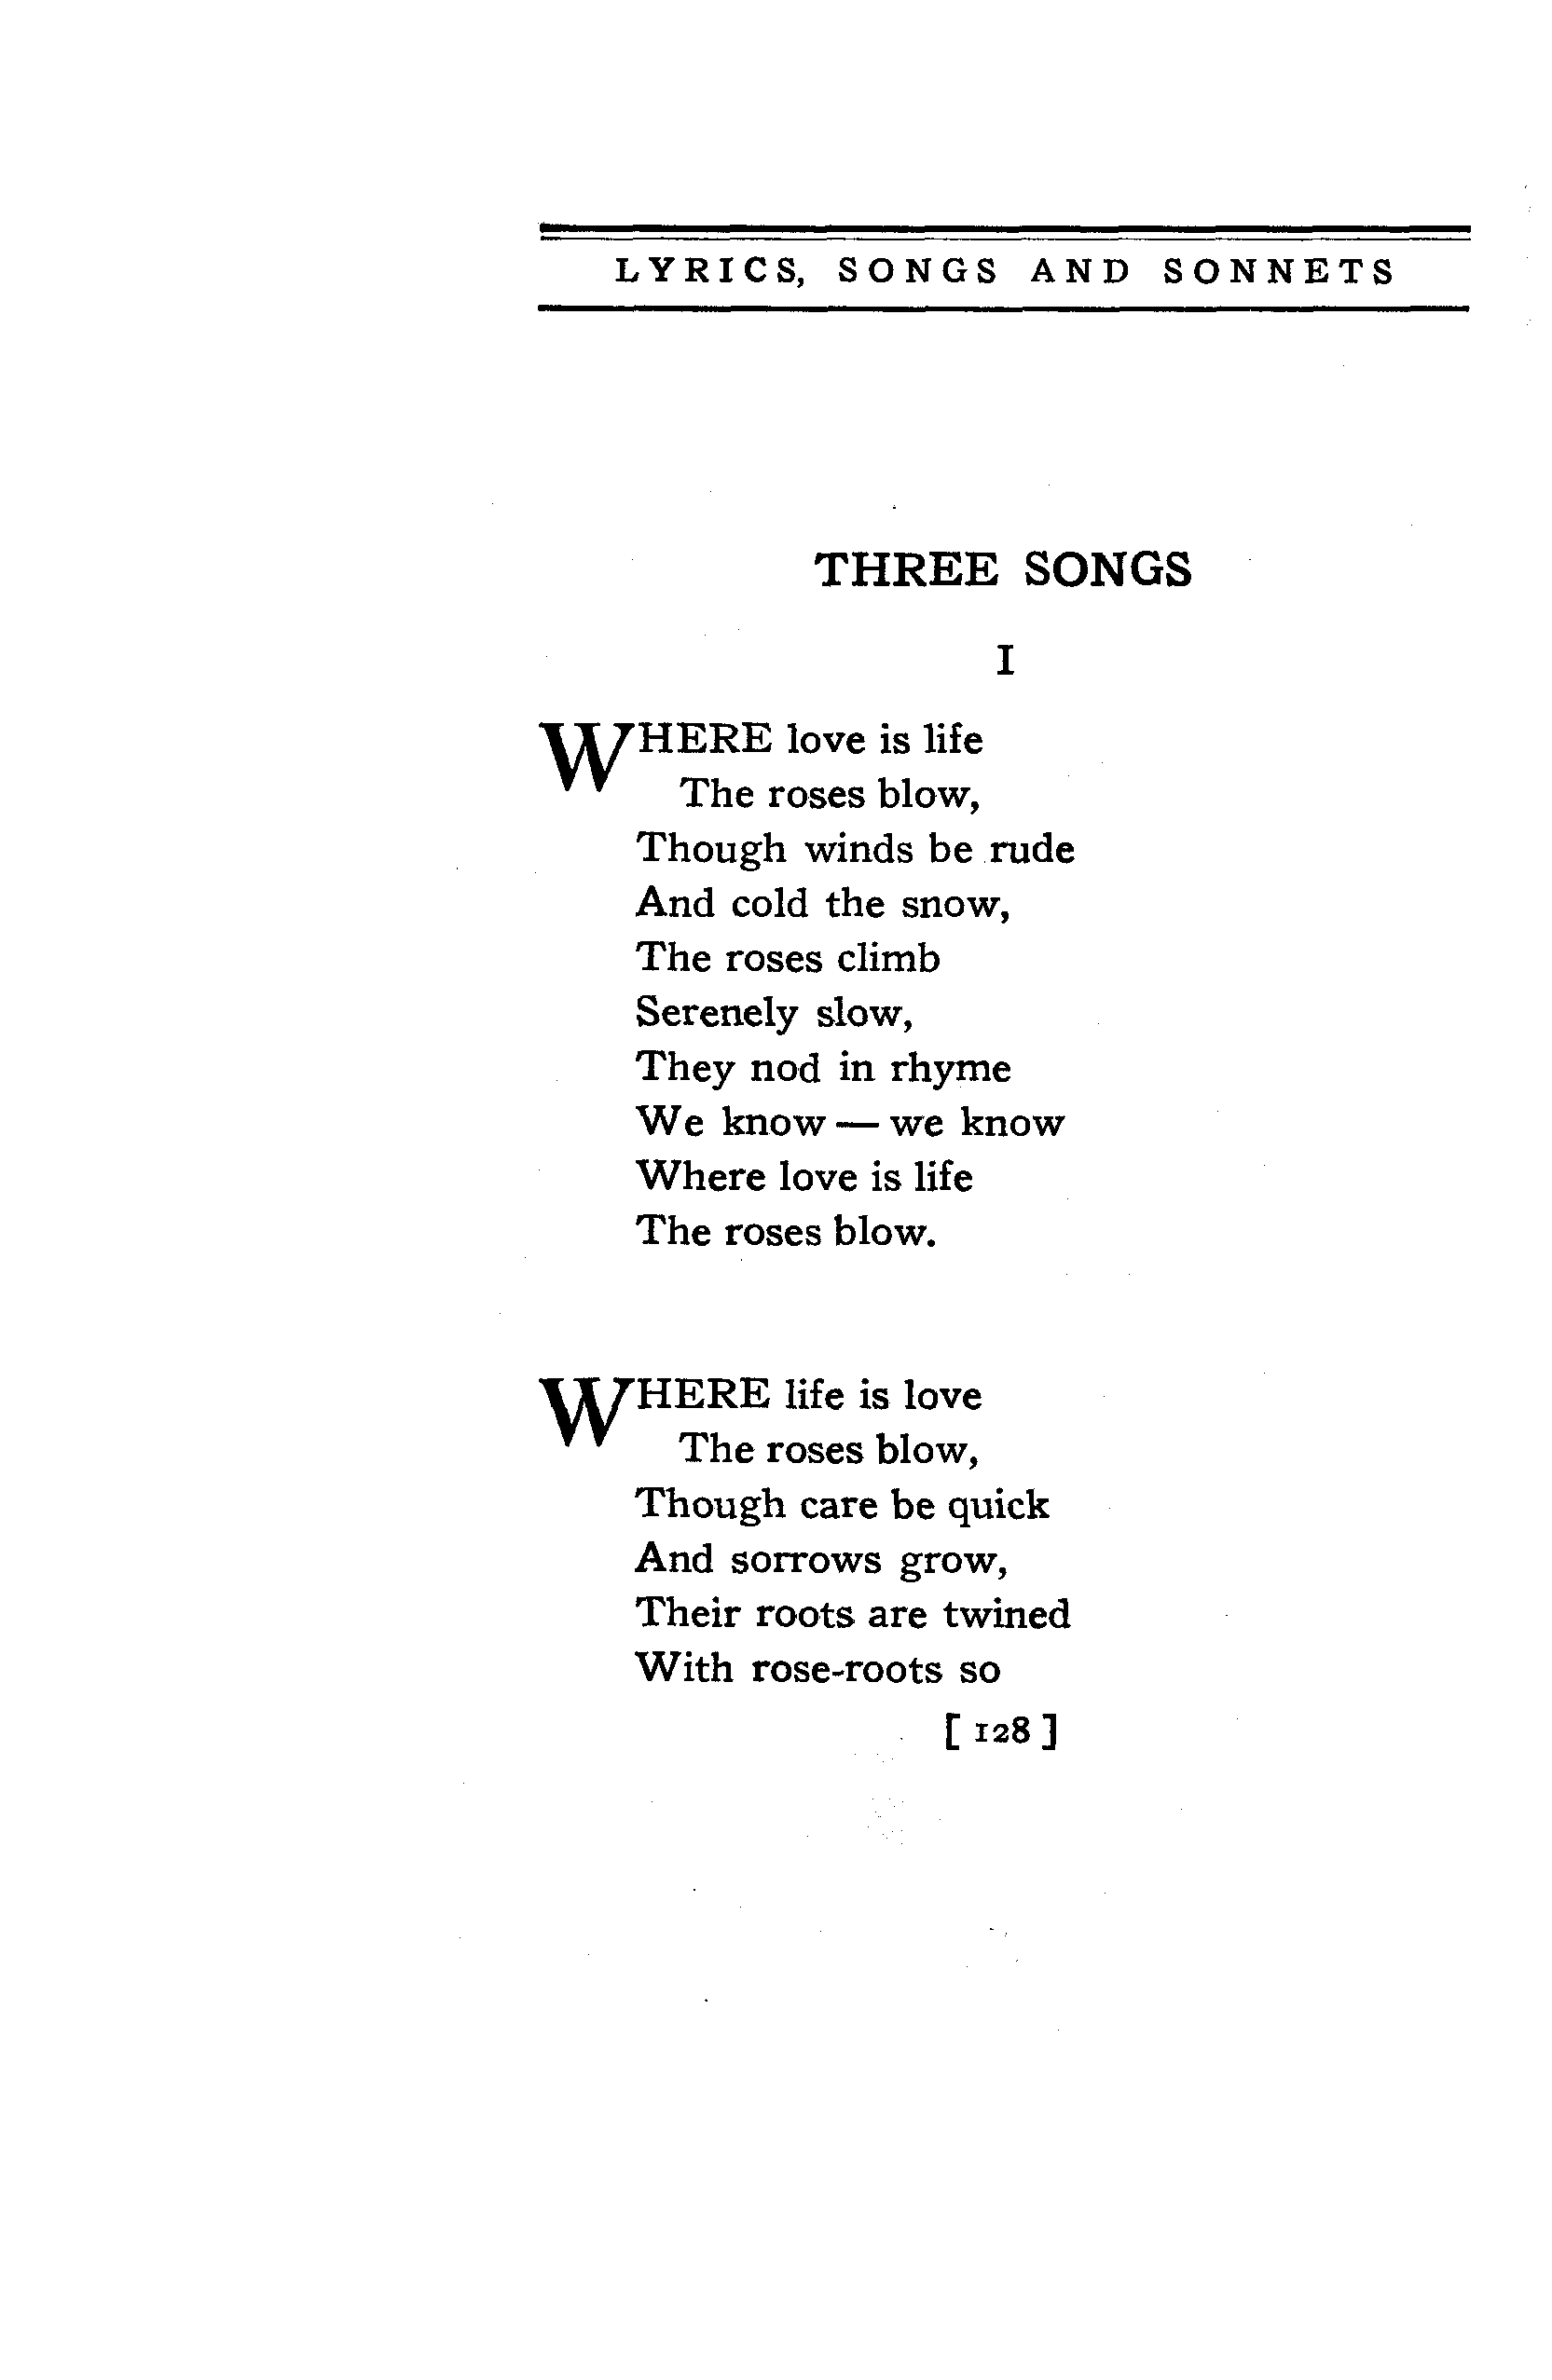 LYRICS, SONGS AND SONNETS
THREE SONGS
I
WHERE love is life
The roses blow,
Though winds be rude
And cold the snow,
The roses climb
Serenely slow,
They nod in rhyme
We know — we know
Where love is life
The roses blow.
WHERE life is love
The roses blow,
Though care be quick
And sorrows grow,
Their roots are twined
With rose-roots so
[ 128 ]